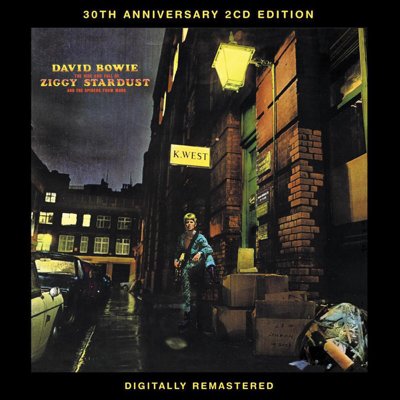 30TH ANNIVERSARY 2CD EDITION
DAVID BOWIE
THE RISE AND FALL OF
ZIGGY STARDUST
AND THE SPIDERS FROM MARS
K.WEST
DIGITALLY REMASTERED